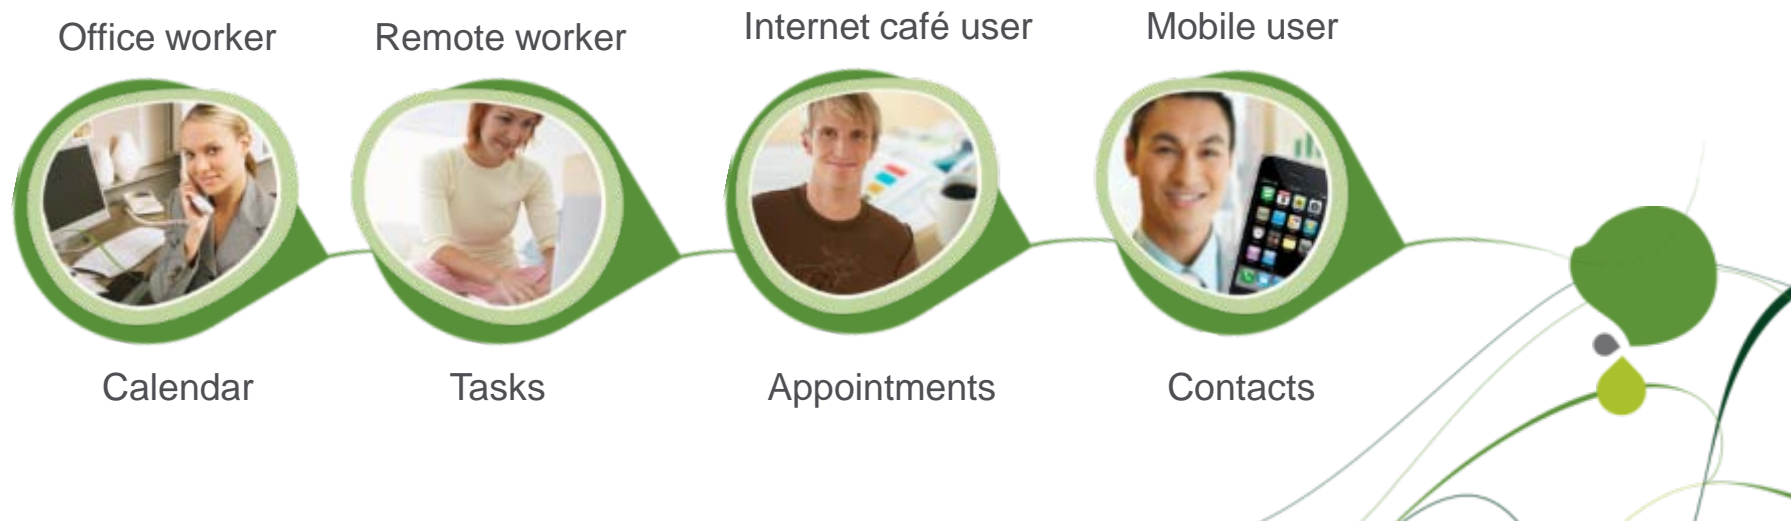 Office worker
Remote worker
Internet café user
Mobile user
Calendar
Tasks
Appointments
Contacts